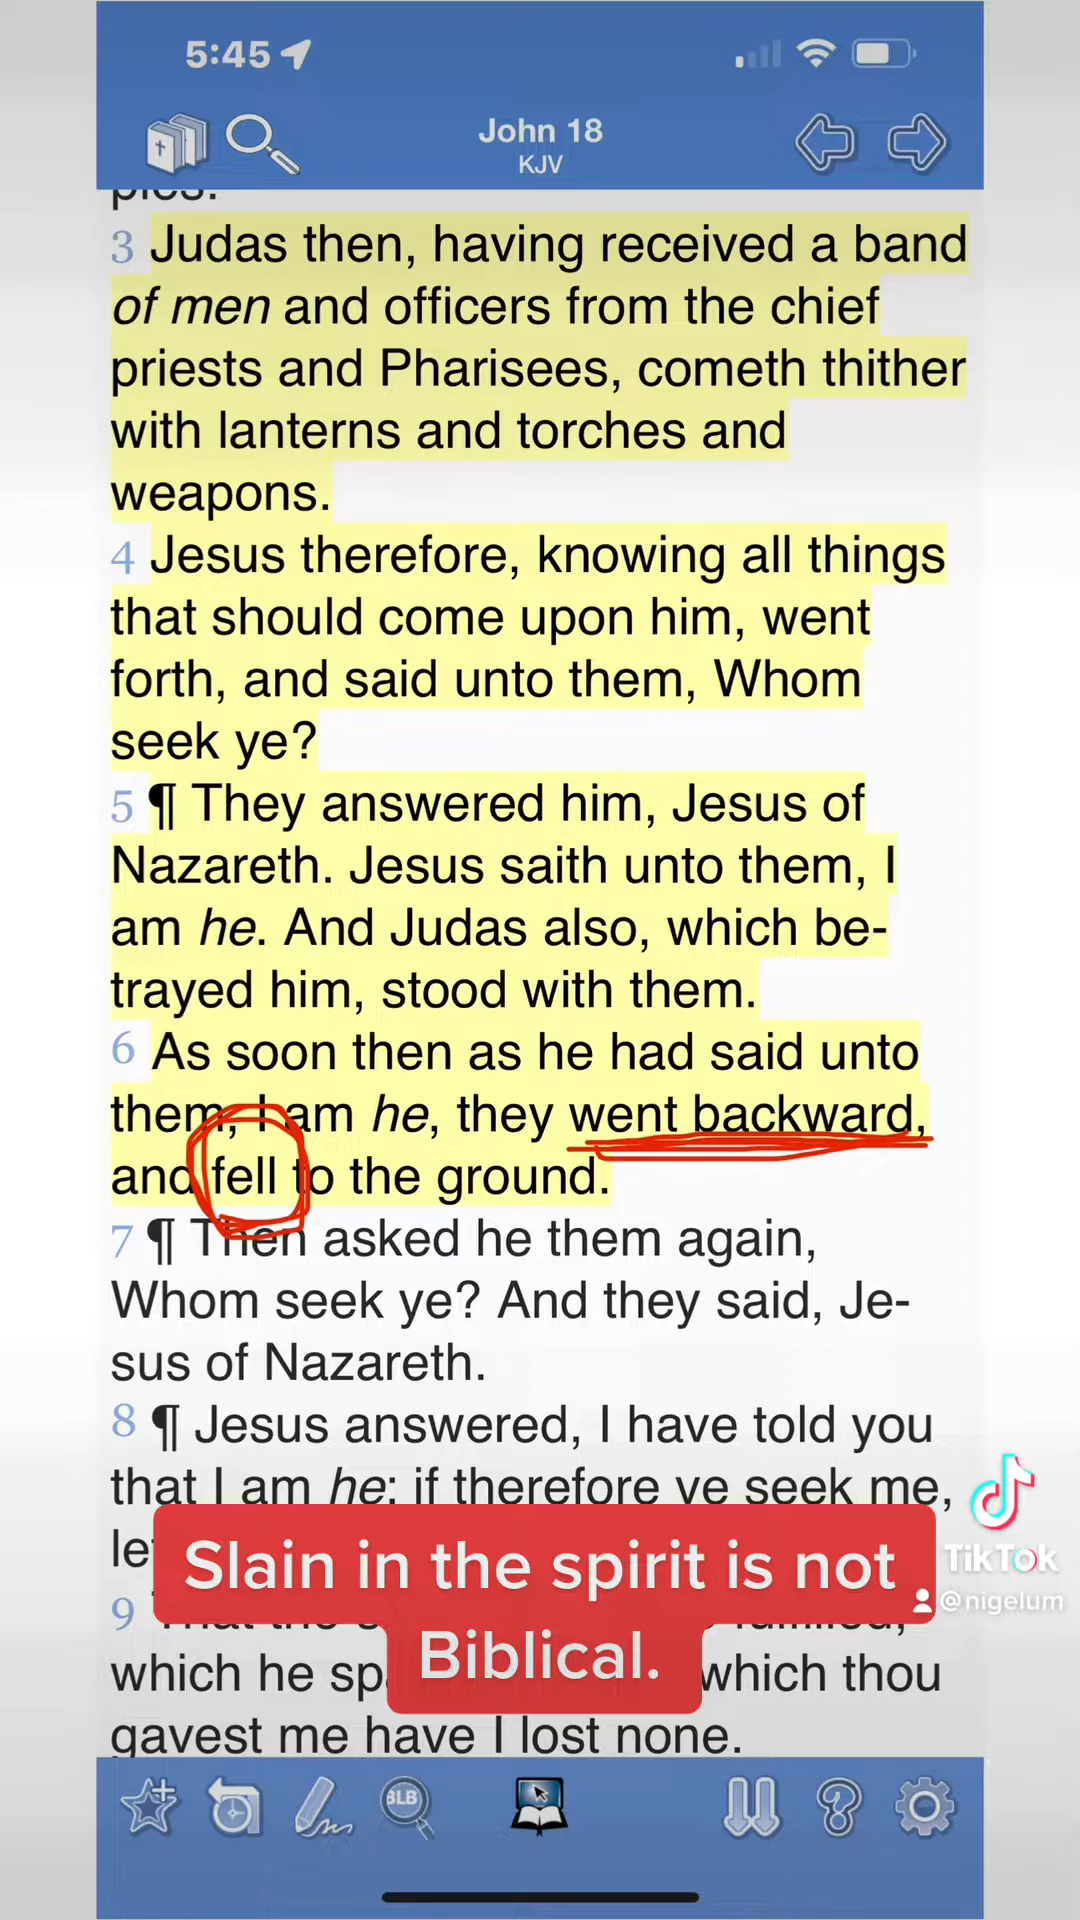 5:45
John 18
KJV
3 Judas then, having received a band
of men and officers from the chief
priests and Pharisees, cometh thither
with lanterns and torches and
weapons.
4 Jesus therefore, knowing all things
that should come upon him, went
forth, and said unto them, Whom
seek ye?
5 ¶ They answered him, Jesus of
Nazareth. Jesus saith unto them, I
am he. And Judas also, which be-
trayed him, stood with them.
6 As soon then as he had said unto
them, I am he, they went backward,
and fell to the ground.
7 ¶ Then asked he them again,
Whom seek ye? And they said, Je-
sus of Nazareth.
8 ¶ Jesus answered, I have told you
that I am he: if therefore ye seek me,
Slain in the spirit is not
Biblical.
TikTok
@nigelum
9 That the
which he which thou
gavest me have I lost none.
BLB